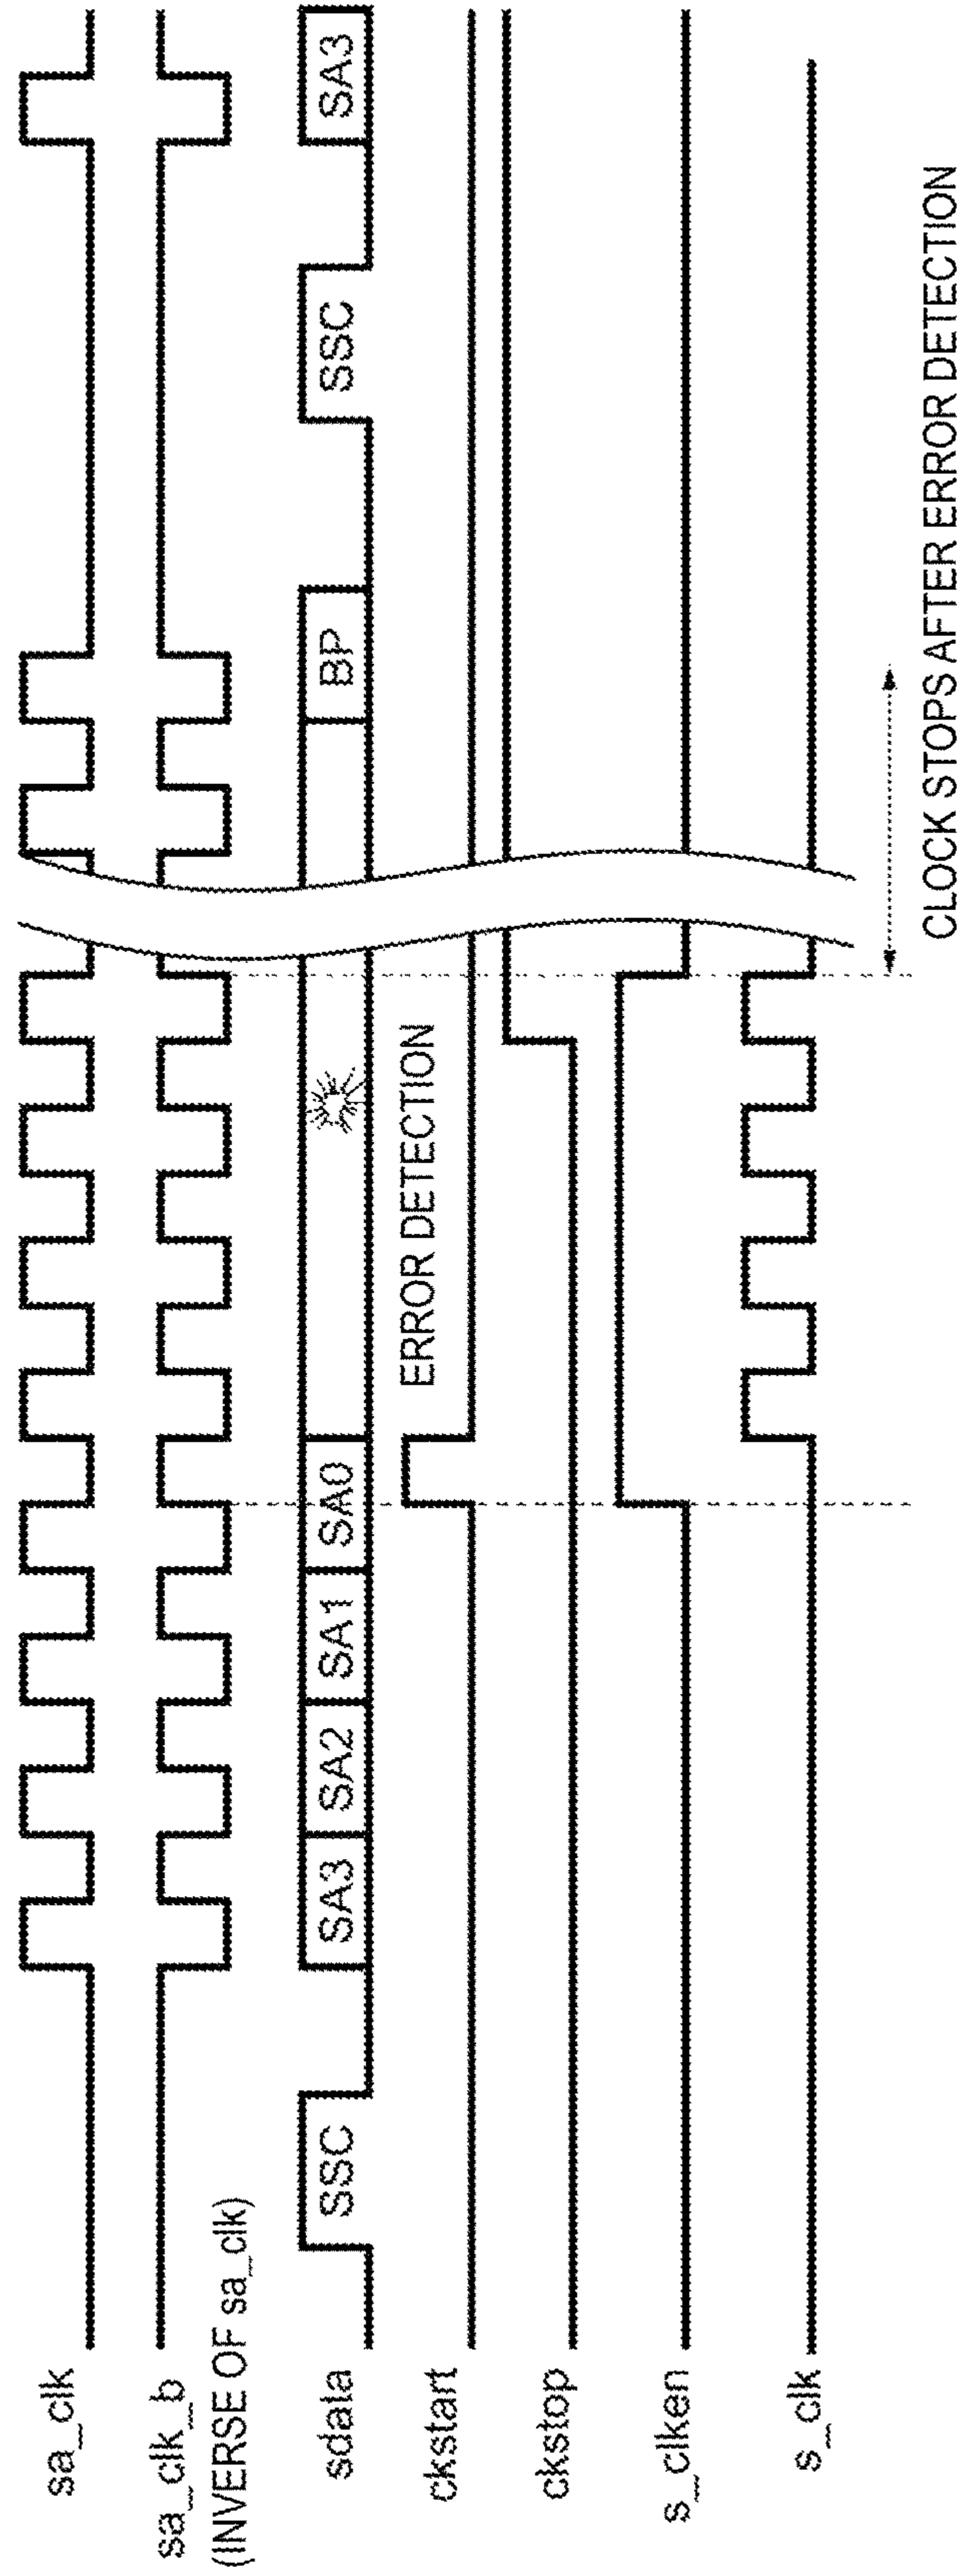 sa_clk
sa_clk_b
(INVERSE OF sa_clk)
sdata
SSC
SA3
SA2
SA1
SA0
BP
SSC
SA3
ckstart
ERROR DETECTION
ckstop
s_clken
s_clk
CLOCK STOPS AFTER ERROR DETECTION